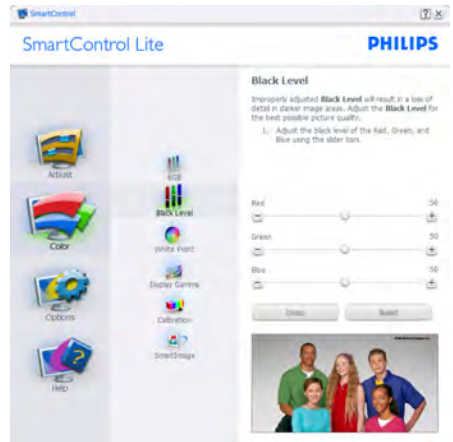 SmartControl
SmartControl Lite
PHILIPS
Adjust
Color
Options
Help
RGB
Black Level
White Point
Display Gamma
Calibration
SmartImage
Black Level
Improperly adjusted Black Level will result in a loss of
detail in darker image areas. Adjust the Black Level for
the best possible picture quality:
1. Adjust the black level of the Red, Green, and
Blue using the slider bars.
Red 50
Green 50
Blue 50
Undo Reset